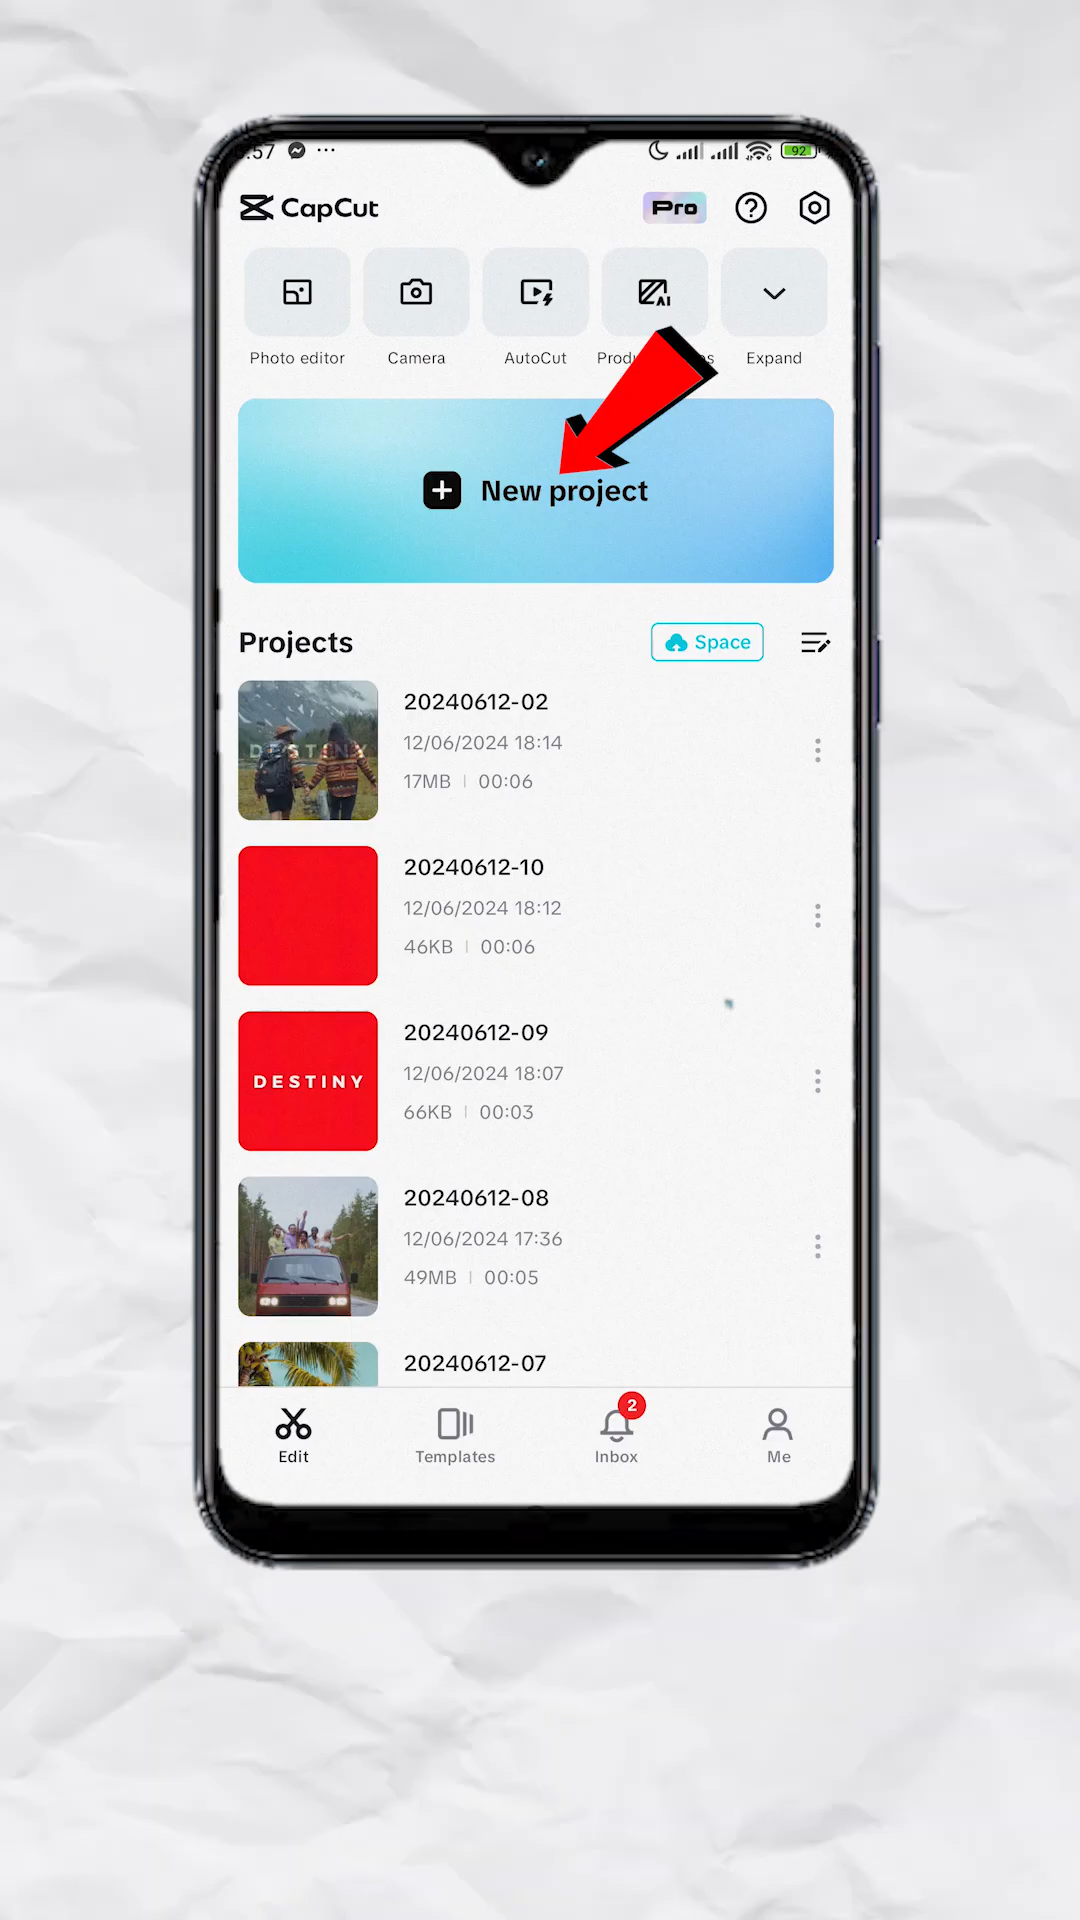 :57 ...
92
CapCut
Pro
Photo editor
Camera
AutoCut
Expand
New project
Projects
Space
20240612-02
12/06/2024 18:14
17MB | 00:06
DESTINY
20240612-10
12/06/2024 18:12
46KB | 00:06
20240612-09
12/06/2024 18:07
66KB | 00:03
DESTINY
20240612-08
12/06/2024 17:36
49MB | 00:05
20240612-07
Edit
Templates
2
Inbox
Me